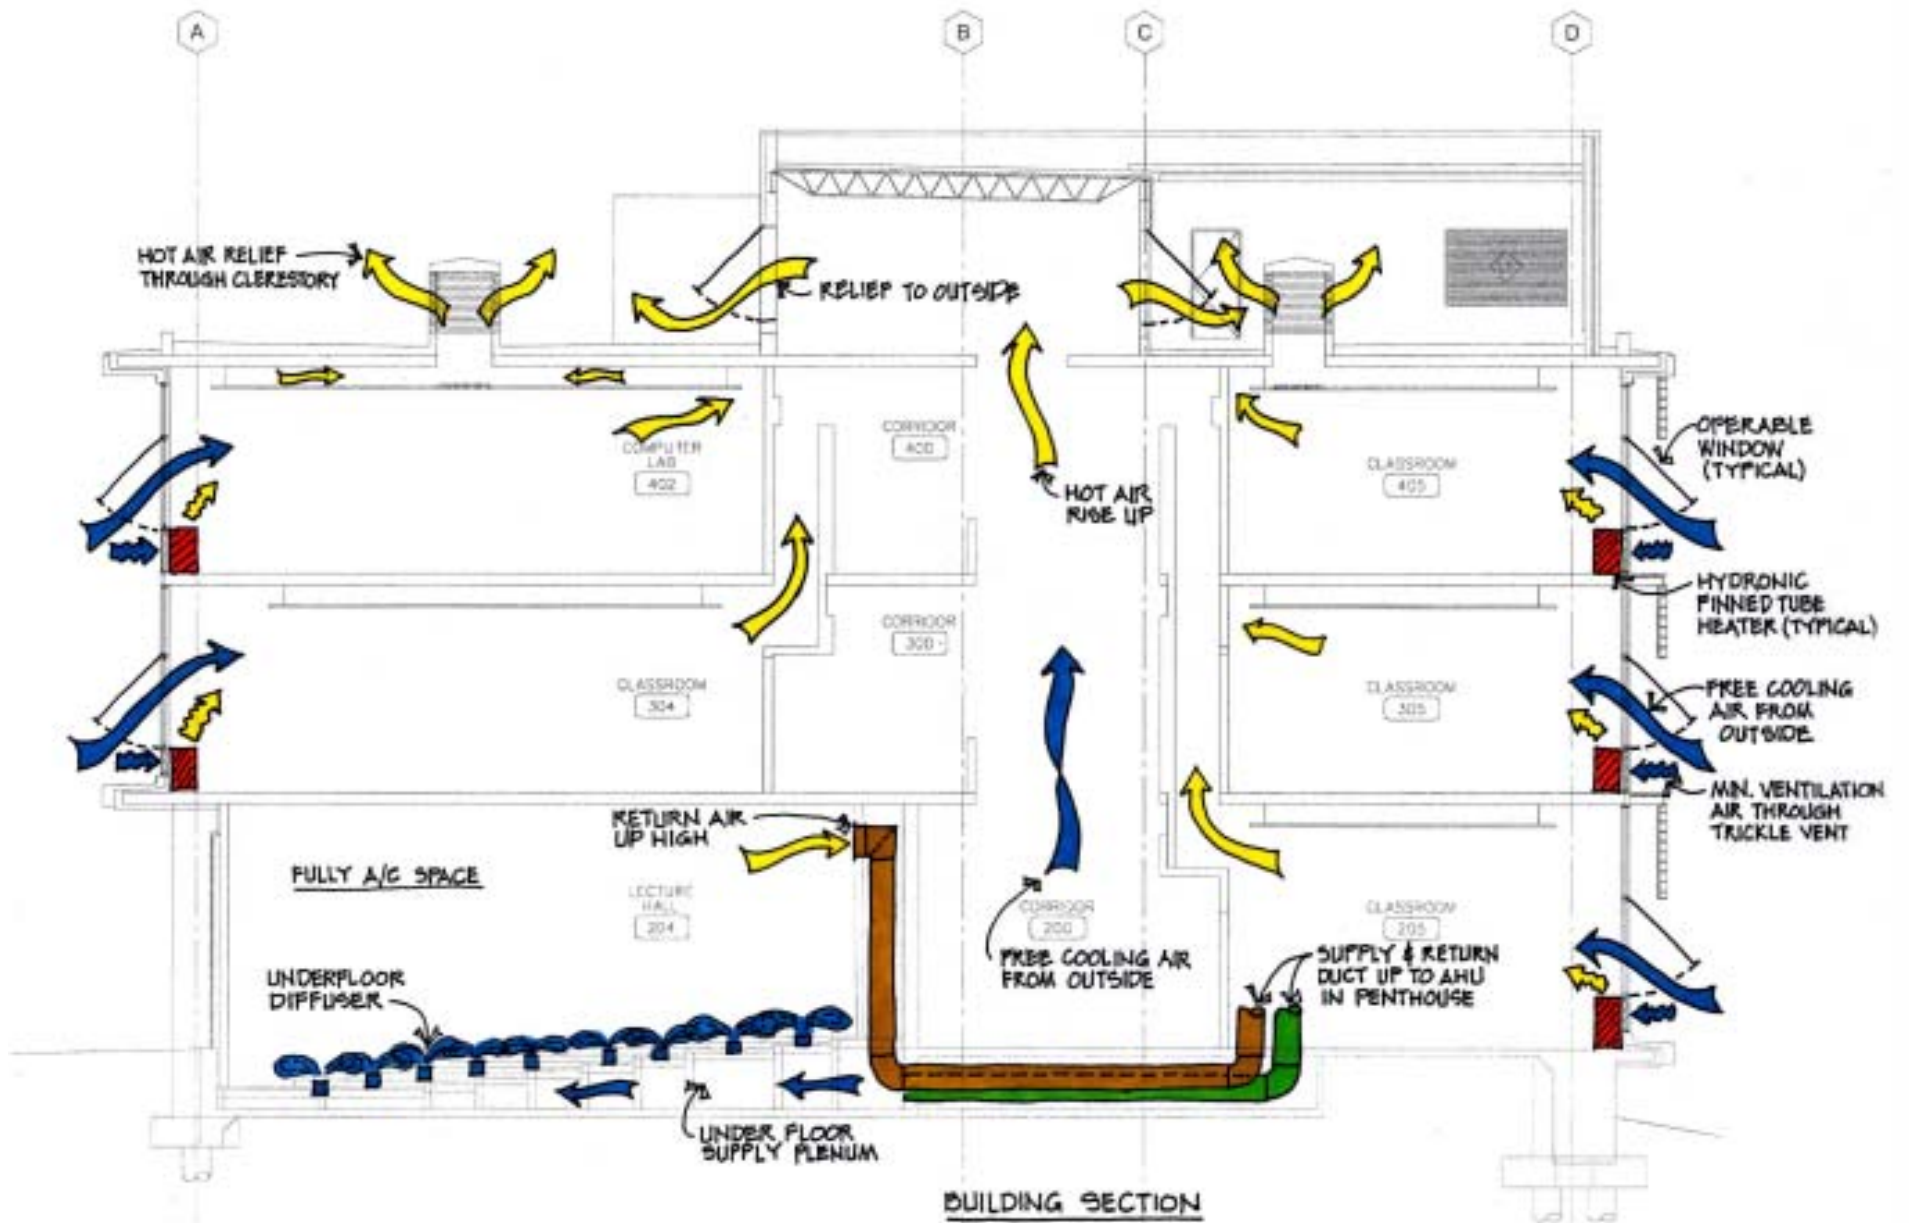 A
B
C
D
HOT AIR RELIEF
THROUGH CLERESTORY
RELIEF TO OUTSIDE
CORRIDOR
400
COMPUTER
LAB
402
HOT AIR
RISE UP
CLASSROOM
405
OPERABLE
WINDOW
(TYPICAL)
HYDRONIC
FINNED TUBE
HEATER (TYPICAL)
CORRIDOR
300
CLASSROOM
304
CLASSROOM
305
FREE COOLING
AIR FROM
OUTSIDE
MIN. VENTILATION
AIR THROUGH
TRICKLE VENT
RETURN AIR
UP HIGH
FULLY A/C SPACE
LECTURE
HALL
204
CORRIDOR
200
CLASSROOM
205
FREE COOLING AIR
FROM OUTSIDE
SUPPLY & RETURN
DUCT UP TO AHU
IN PENTHOUSE
UNDERFLOOR
DIFFUSER
UNDER FLOOR
SUPPLY PLENUM
BUILDING SECTION